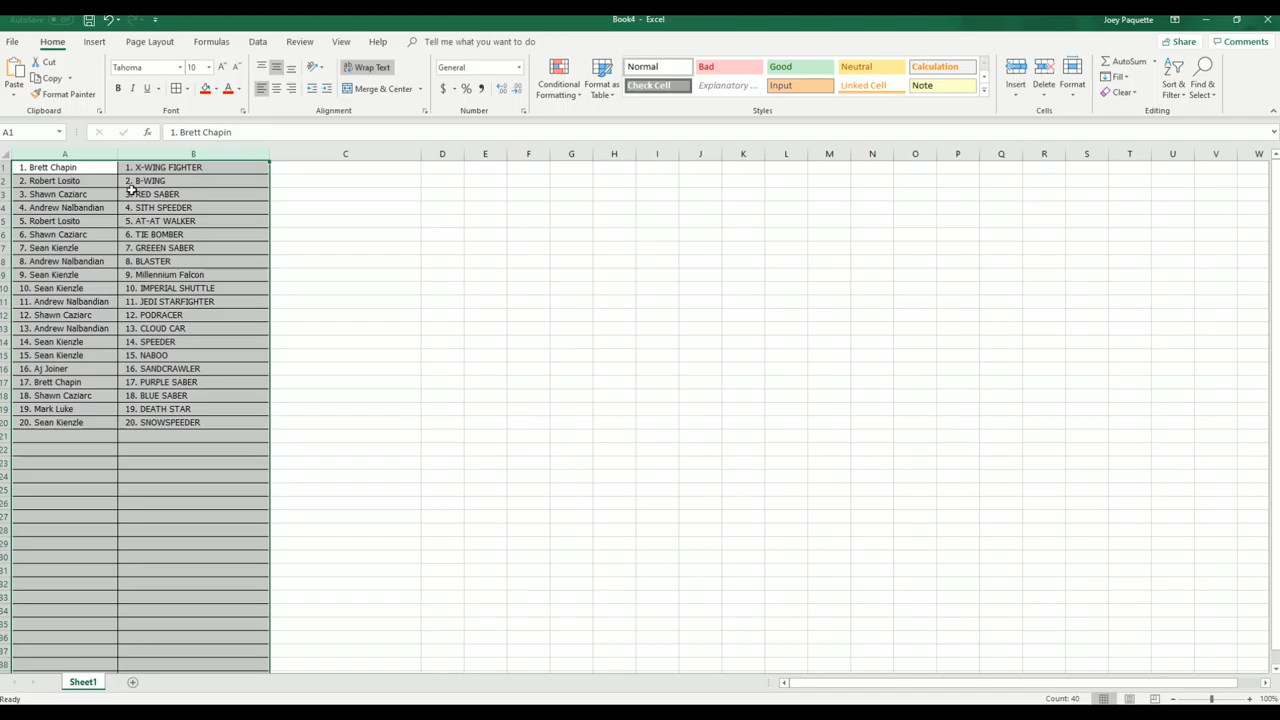 AutoSave Book4 - Excel Joey Paquette
File Home Insert Page Layout Formulas Data Review View Help Tell me what you want to do Share Comments
Paste Cut Copy Format Painter Clipboard
Tahoma 10 A A B I U A Font
ab Wrap Text Merge & Center Alignment
General $ % , Number
Conditional Formatting Format as Table
Normal Bad Good Neutral Calculation
Check Cell Explanatory ... Input Linked Cell Note
Styles
Insert Delete Format Cells
AutoSum Fill Clear Sort & Filter Find & Select Editing
A1 fx 1. Brett Chapin
A B C D E F G H I J K L M N O P Q R S T U V W
1. Brett Chapin 1. X-WING FIGHTER
2. Robert Losito 2. B-WING
3. Shawn Caziarc 3. RED SABER
4. Andrew Nalbandian 4. SITH SPEEDER
5. Robert Losito 5. AT-AT WALKER
6. Shawn Caziarc 6. TIE BOMBER
7. Sean Kienzle 7. GREEEN SABER
8. Andrew Nalbandian 8. BLASTER
9. Sean Kienzle 9. Millennium Falcon
10. Sean Kienzle 10. IMPERIAL SHUTTLE
11. Andrew Nalbandian 11. JEDI STARFIGHTER
12. Shawn Caziarc 12. PODRACER
13. Andrew Nalbandian 13. CLOUD CAR
14. Sean Kienzle 14. SPEEDER
15. Sean Kienzle 15. NABOO
16. Aj Joiner 16. SANDCRAWLER
17. Brett Chapin 17. PURPLE SABER
18. Shawn Caziarc 18. BLUE SABER
19. Mark Luke 19. DEATH STAR
20. Sean Kienzle 20. SNOWSPEEDER
Sheet1
Ready Count: 40 100%